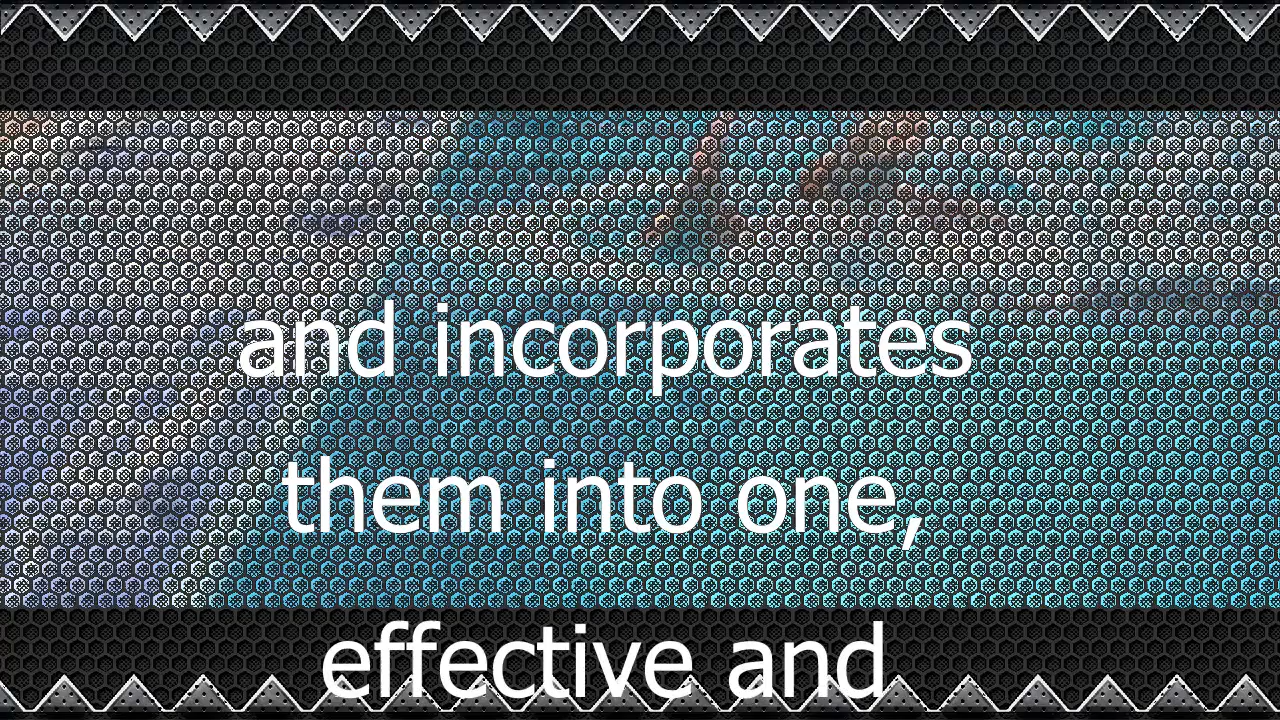 and incorporates
them into one,
effective and